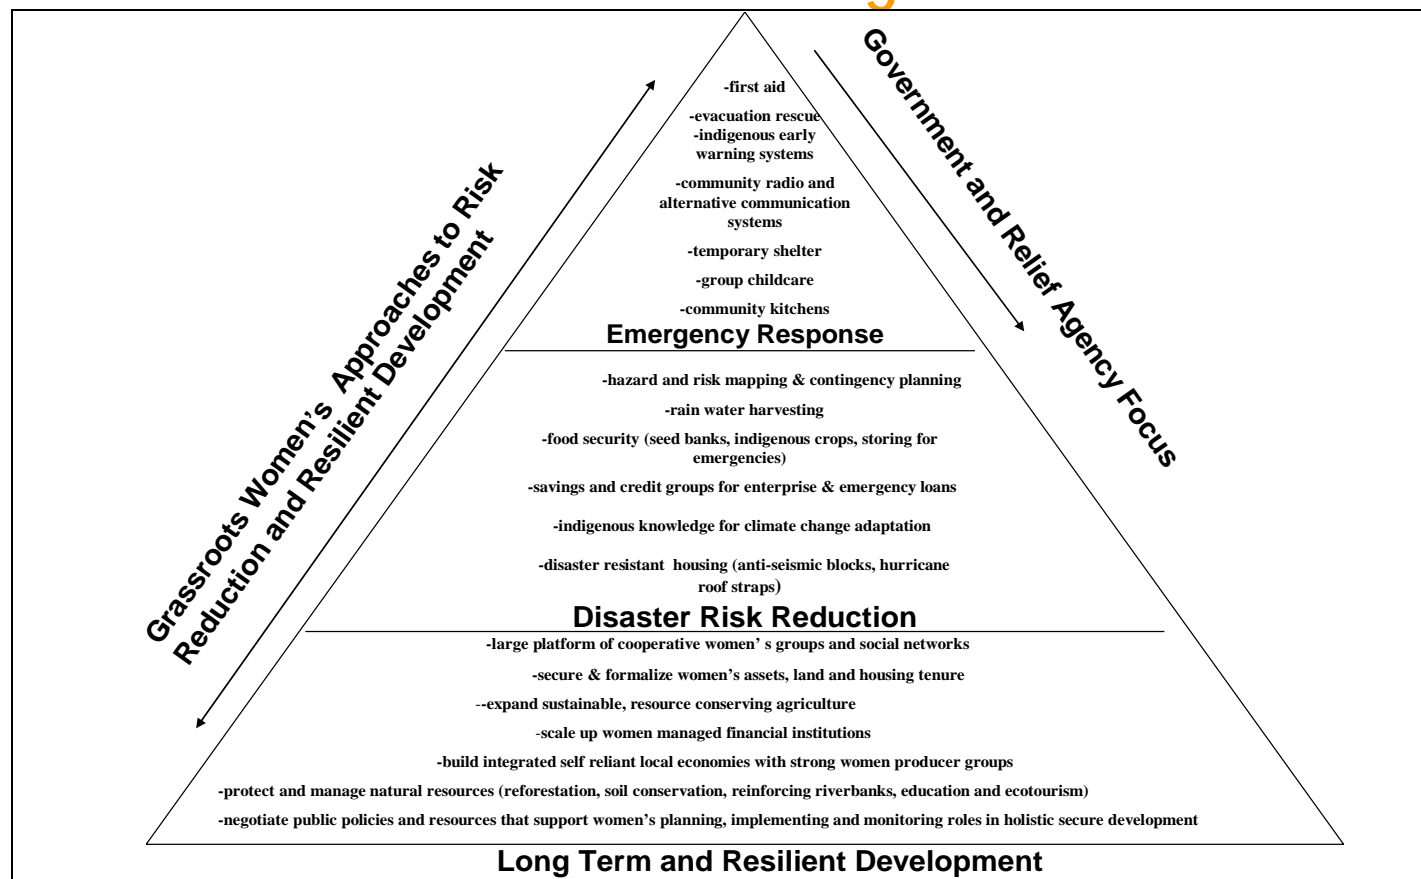 -first aid
-evacuation rescue
-indigenous early
warning systems
-community radio and
alternative communication
systems
-temporary shelter
-group childcare
-community kitchens
Emergency Response
-hazard and risk mapping & contingency planning
-rain water harvesting
-food security (seed banks, indigenous crops, storing for
emergencies)
-savings and credit groups for enterprise & emergency loans
-indigenous knowledge for climate change adaptation
-disaster resistant  housing (anti-seismic blocks, hurricane
roof straps)
Disaster Risk Reduction
-large platform of cooperative women' s groups and social networks
-secure & formalize women's assets, land and housing tenure
--expand sustainable, resource conserving agriculture
-scale up women managed financial institutions
-build integrated self reliant local economies with strong women producer groups
-protect and manage natural resources (reforestation, soil conservation, reinforcing riverbanks, education and ecotourism)
-negotiate public policies and resources that support women's planning, implementing and monitoring roles in holistic secure development
Long Term and Resilient Development
Grassroots Women's  Approaches to Risk
Reduction and Resilient Development
Government and Relief Agency Focus